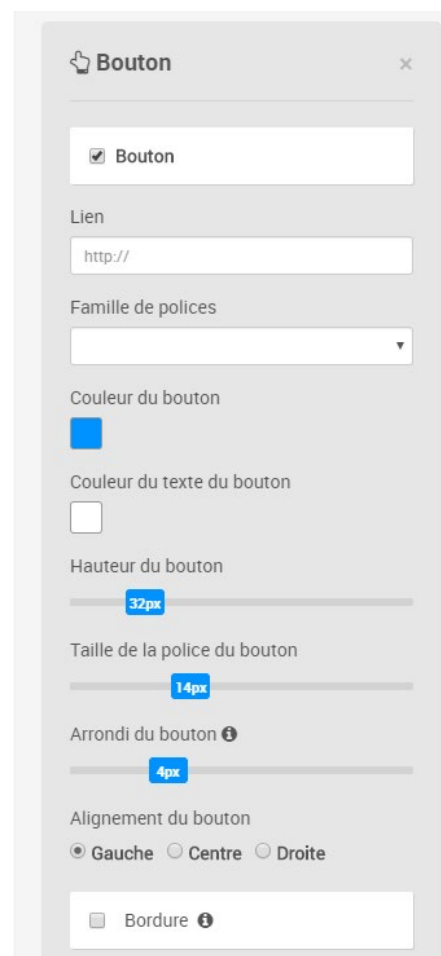 Bouton
Bouton
Lien
http://
Famille de polices
Couleur du bouton
Couleur du texte du bouton
Hauteur du bouton
32px
Taille de la police du bouton
14px
Arrondi du bouton
4px
Alignement du bouton
Gauche Centre Droite
Bordure